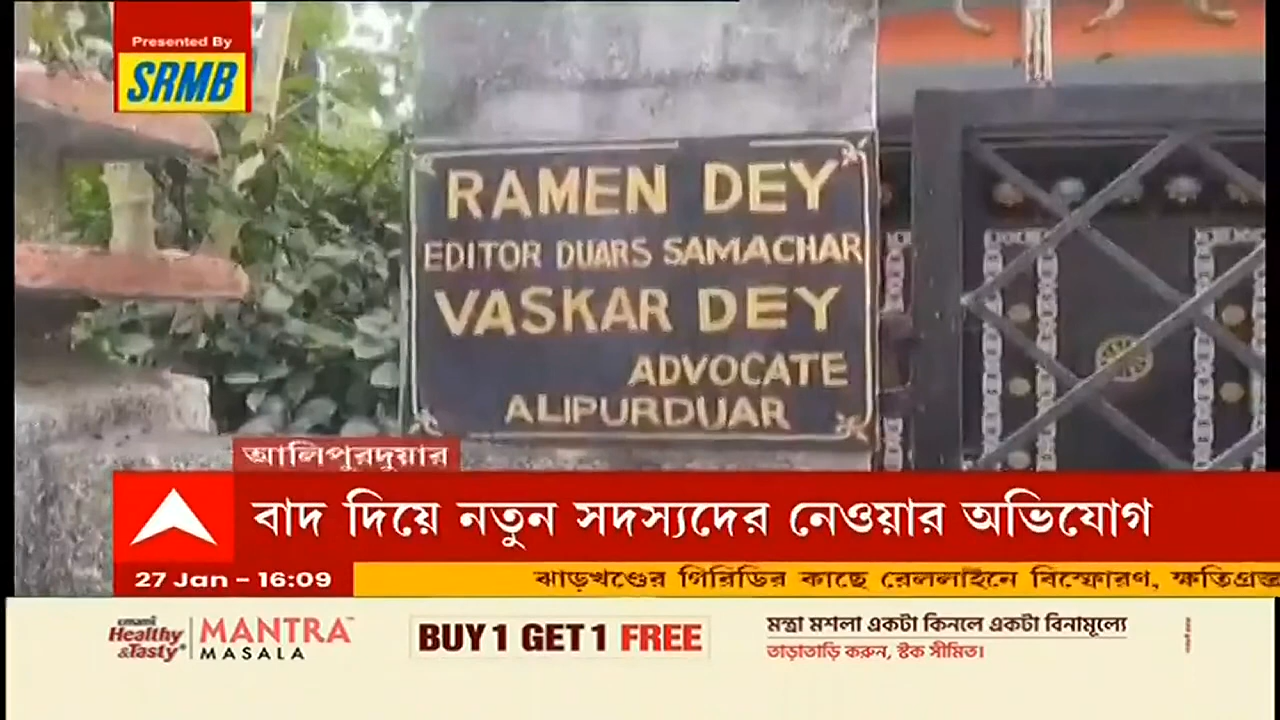 Presented By
SRMB
RAMEN DEY
EDITOR DUARS SAMACHAR
VASKAR DEY
ADVOCATE
ALIPURDUAR
আলিপুরদুয়ার
বাদ দিয়ে নতুন সদস্যদের নেওয়ার অভিযোগ
27 Jan - 16:09
ঝাড়খণ্ডের গিরিডির কাছে রেললাইনে বিস্ফোরণ, ক্ষতিগ্রস্ত
emami
Healthy
&Tasty
MANTRA
MASALA
BUY 1 GET 1 FREE
মন্ত্রা মশলা একটা কিনলে একটা বিনামূল্যে
তাড়াতাড়ি করুন, স্টক সীমিত।